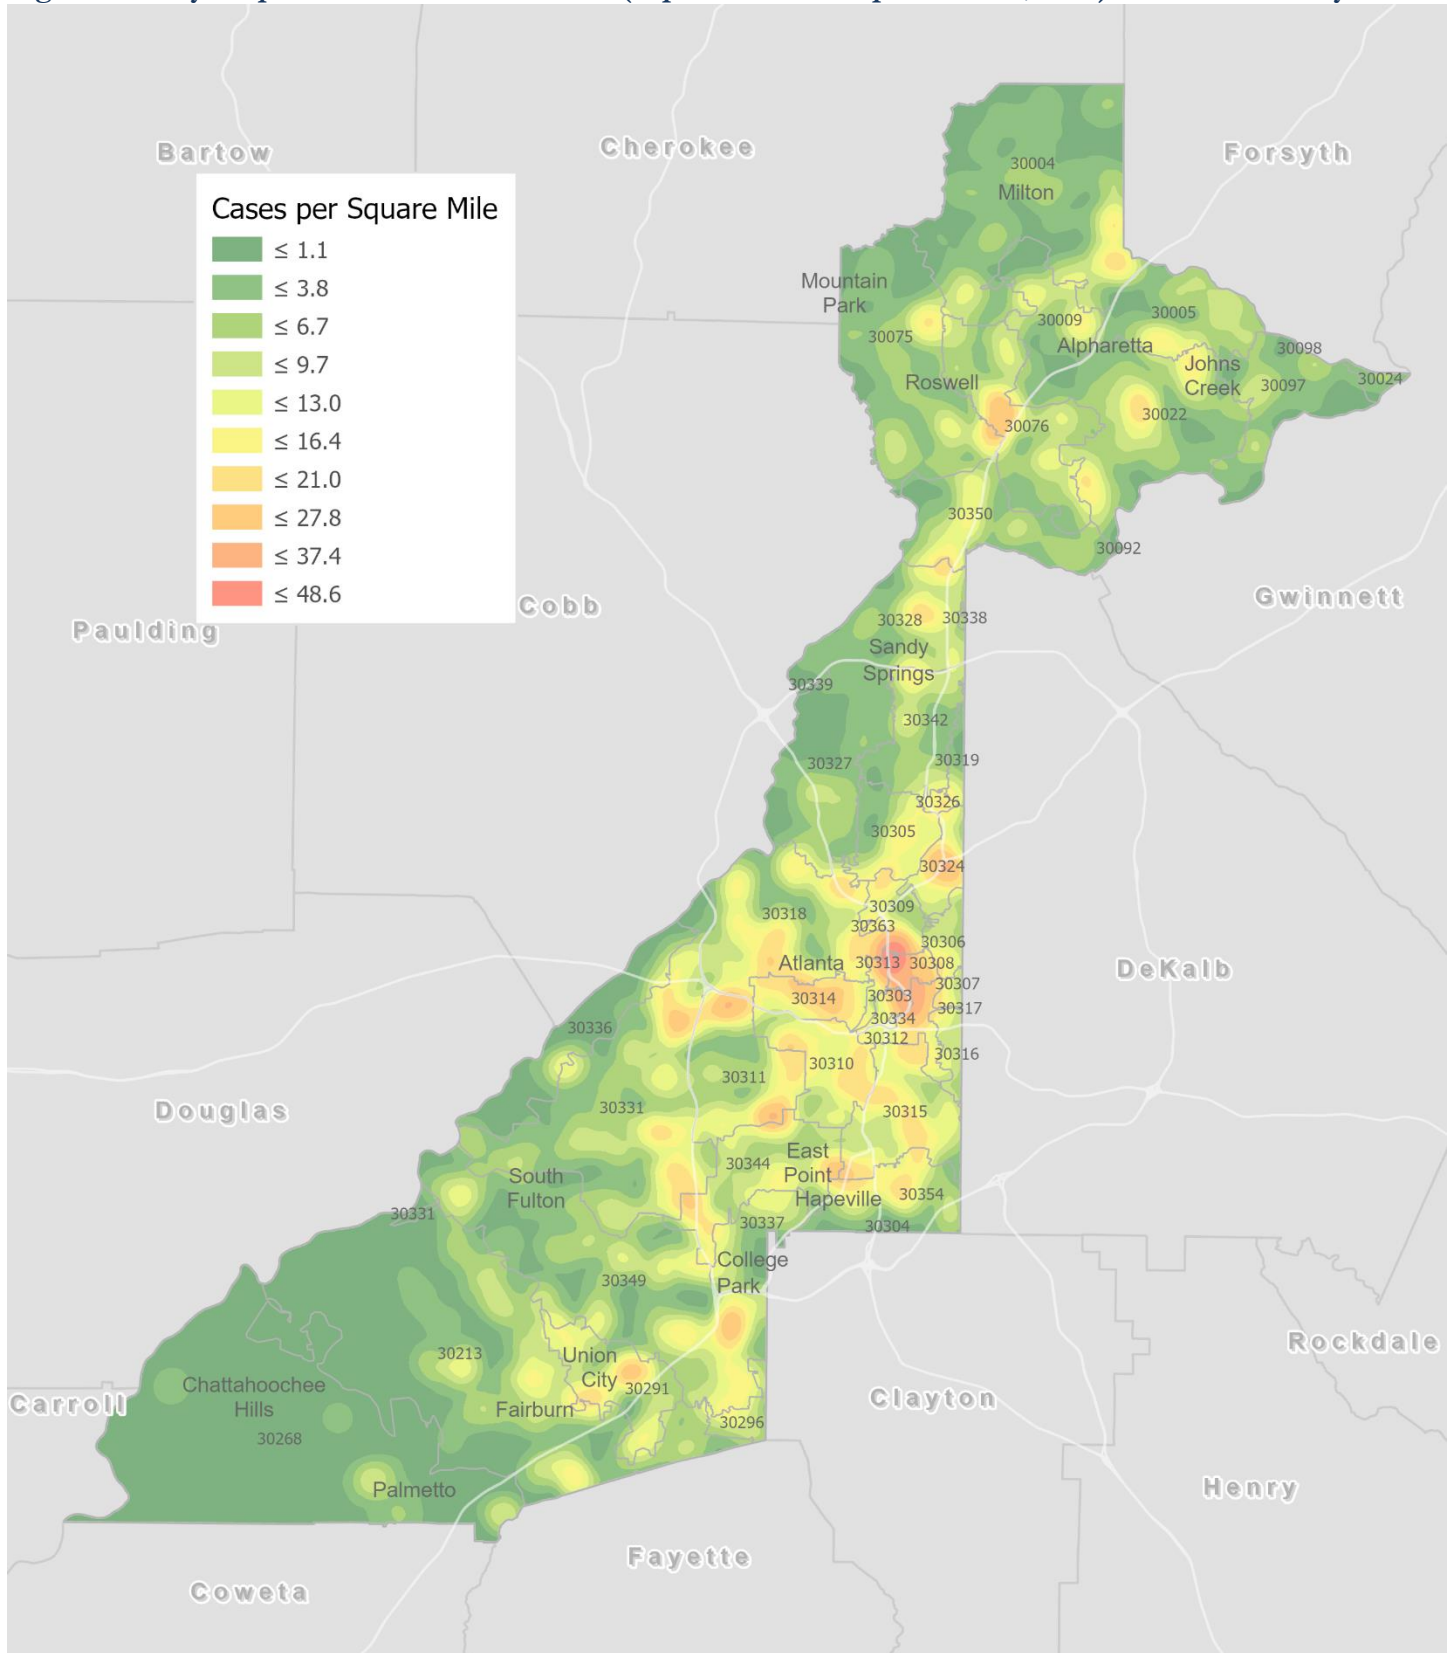 Cases per Square Mile
≤ 1.1
≤ 3.8
≤ 6.7
≤ 9.7
≤ 13.0
≤ 16.4
≤ 21.0
≤ 27.8
≤ 37.4
≤ 48.6
Bartow
Cherokee
Forsyth
30004
Milton
Mountain
Park
30075
30009
30005
Alpharetta
30098
Johns
Creek
30097
30024
Roswell
30022
30076
30350
30092
Gwinnett
Cobb
Paulding
30328
30338
Sandy
Springs
30339
30342
30327
30319
30326
30305
30324
30309
30318
30363
30306
Atlanta
30313
30308
DeKalb
30307
30314
30303
30317
30334
30336
30312
30316
30310
30311
Douglas
30331
30315
East
Point
30344
South
Fulton
Hapeville
30354
30331
30337
30304
College
Park
30349
Rockdale
Union
City
30213
30291
Chattahoochee
Hills
Carroll
Clayton
Fairburn
30296
30268
Palmetto
Henry
Fayette
Coweta